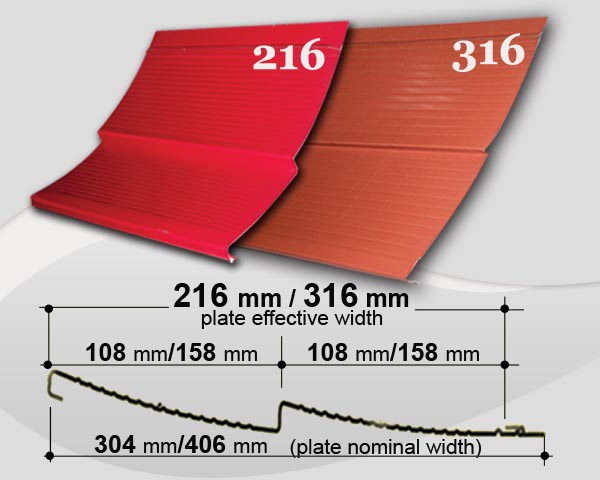 216
316
216 mm / 316 mm
plate effective width
108 mm/158 mm
108 mm/158 mm
304 mm/406 mm (plate nominal width)